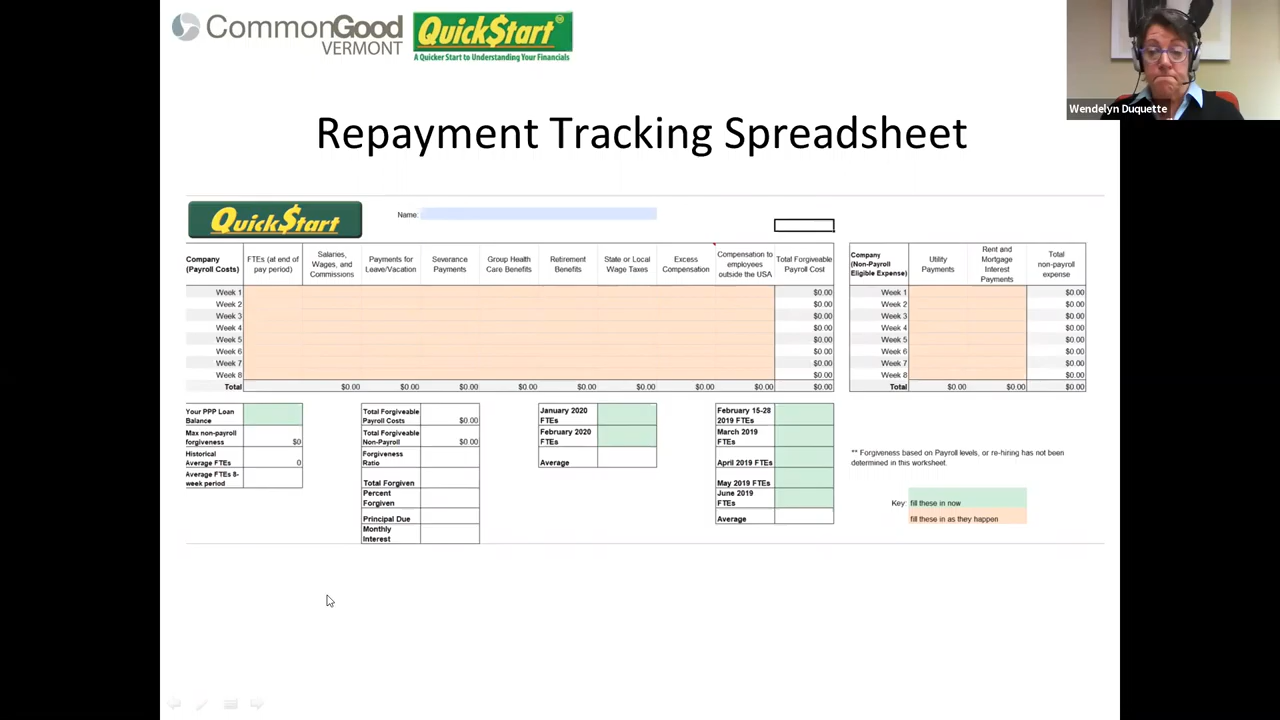 CommonGood
VERMONT
QuickStart
A Quicker Start to Understanding Your Financials
Wendelyn Duquette
Repayment Tracking Spreadsheet
QuickStart
Name:
Company (Payroll Costs)
FTEs (at end of pay period)
Salaries, Wages, and Commissions
Payments for Leave/Vacation
Severance Payments
Group Health Care Benefits
Retirement Benefits
State or Local Wage Taxes
Excess Compensation
Compensation to employees outside the USA
Total Forgiveable Payroll Cost
Company (Non-Payroll Eligible Expense)
Utility Payments
Rent and Mortgage Interest Payments
Total non-payroll expense
Week 1 $0.00 Week 1 $0.00
Week 2 $0.00 Week 2 $0.00
Week 3 $0.00 Week 3 $0.00
Week 4 $0.00 Week 4 $0.00
Week 5 $0.00 Week 5 $0.00
Week 6 $0.00 Week 6 $0.00
Week 7 $0.00 Week 7 $0.00
Week 8 $0.00 Week 8 $0.00
Total $0.00 $0.00 $0.00 $0.00 $0.00 $0.00 $0.00 $0.00 $0.00 Total $0.00 $0.00 $0.00
Your PPP Loan Balance
Max non-payroll forgiveness $0
Historical Average FTEs 0
Average FTEs 8-week period
Total Forgiveable Payroll Costs $0.00
Total Forgiveable Non-Payroll $0.00
Forgiveness Ratio
Total Forgiven
Percent Forgiven
Principal Due
Monthly Interest
January 2020 FTEs
February 2020 FTEs
Average
February 15-28 2019 FTEs
March 2019 FTEs
April 2019 FTEs
May 2019 FTEs
June 2019 FTEs
Average
** Forgiveness based on Payroll levels, or re-hiring has not been
determined in this worksheet.
Key: fill these in now
fill these in as they happen